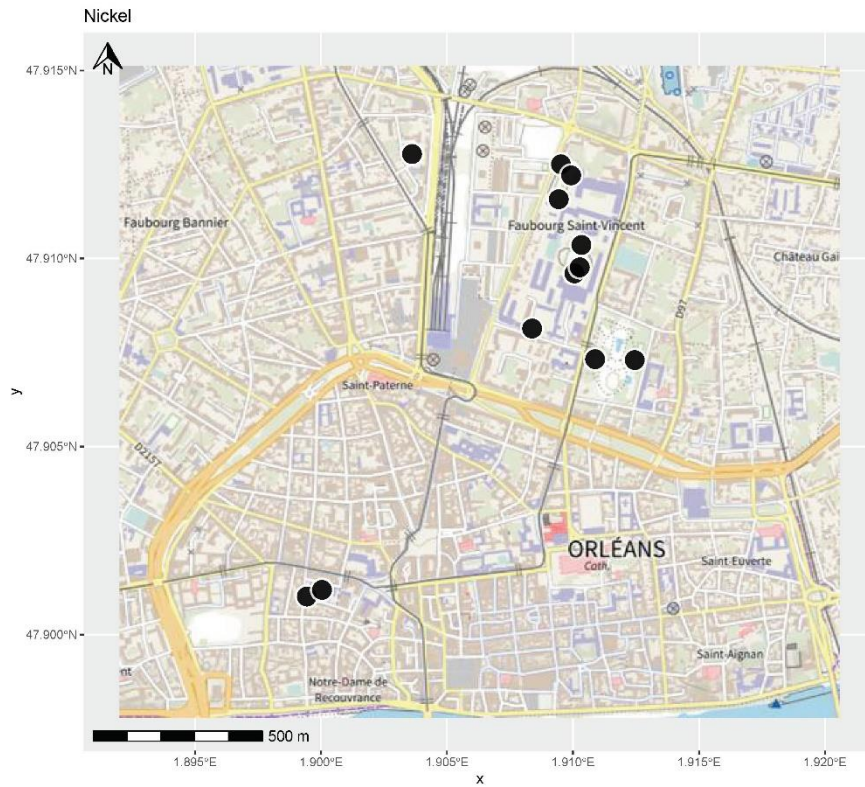 Nickel
N
47.915°N
Faubourg Bannier
Faubourg Saint-Vincent
47.910°N
Château Gai
D97
y
Saint-Paterne
47.905°N
D2157
ORLÉANS
Cath.
Saint-Euverte
47.900°N
Saint-Aignan
nt
Notre-Dame de
Recouvrance
500 m
1.895°E
1.900°E
1.905°E
1.910°E
1.915°E
1.920°E
x